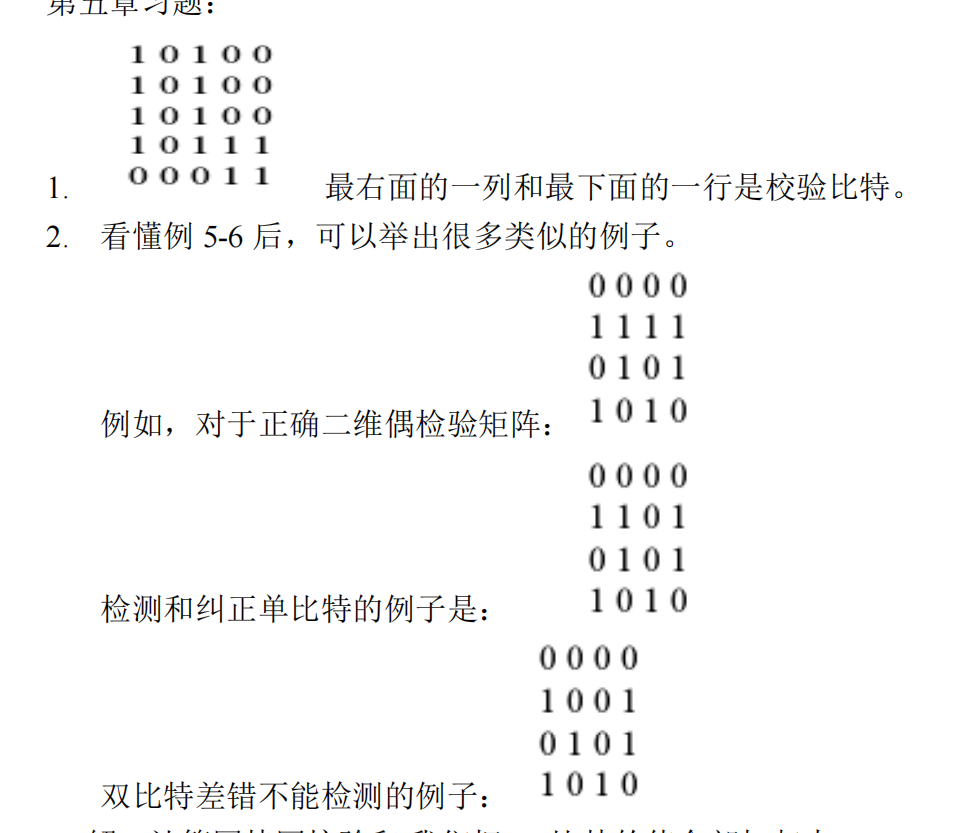 第五章习题：
1 0 1 0 0
1 0 1 0 0
1 0 1 0 0
1 0 1 1 1
0 0 0 1 1
1. 最右面的一列和最下面的一行是校验比特。
2. 看懂例 5-6 后，可以举出很多类似的例子。
0 0 0 0
1 1 1 1
0 1 0 1
1 0 1 0
例如，对于正确二维偶检验矩阵：
0 0 0 0
1 1 0 1
0 1 0 1
1 0 1 0
检测和纠正单比特的例子是：
0 0 0 0
1 0 0 1
0 1 0 1
1 0 1 0
双比特差错不能检测的例子：